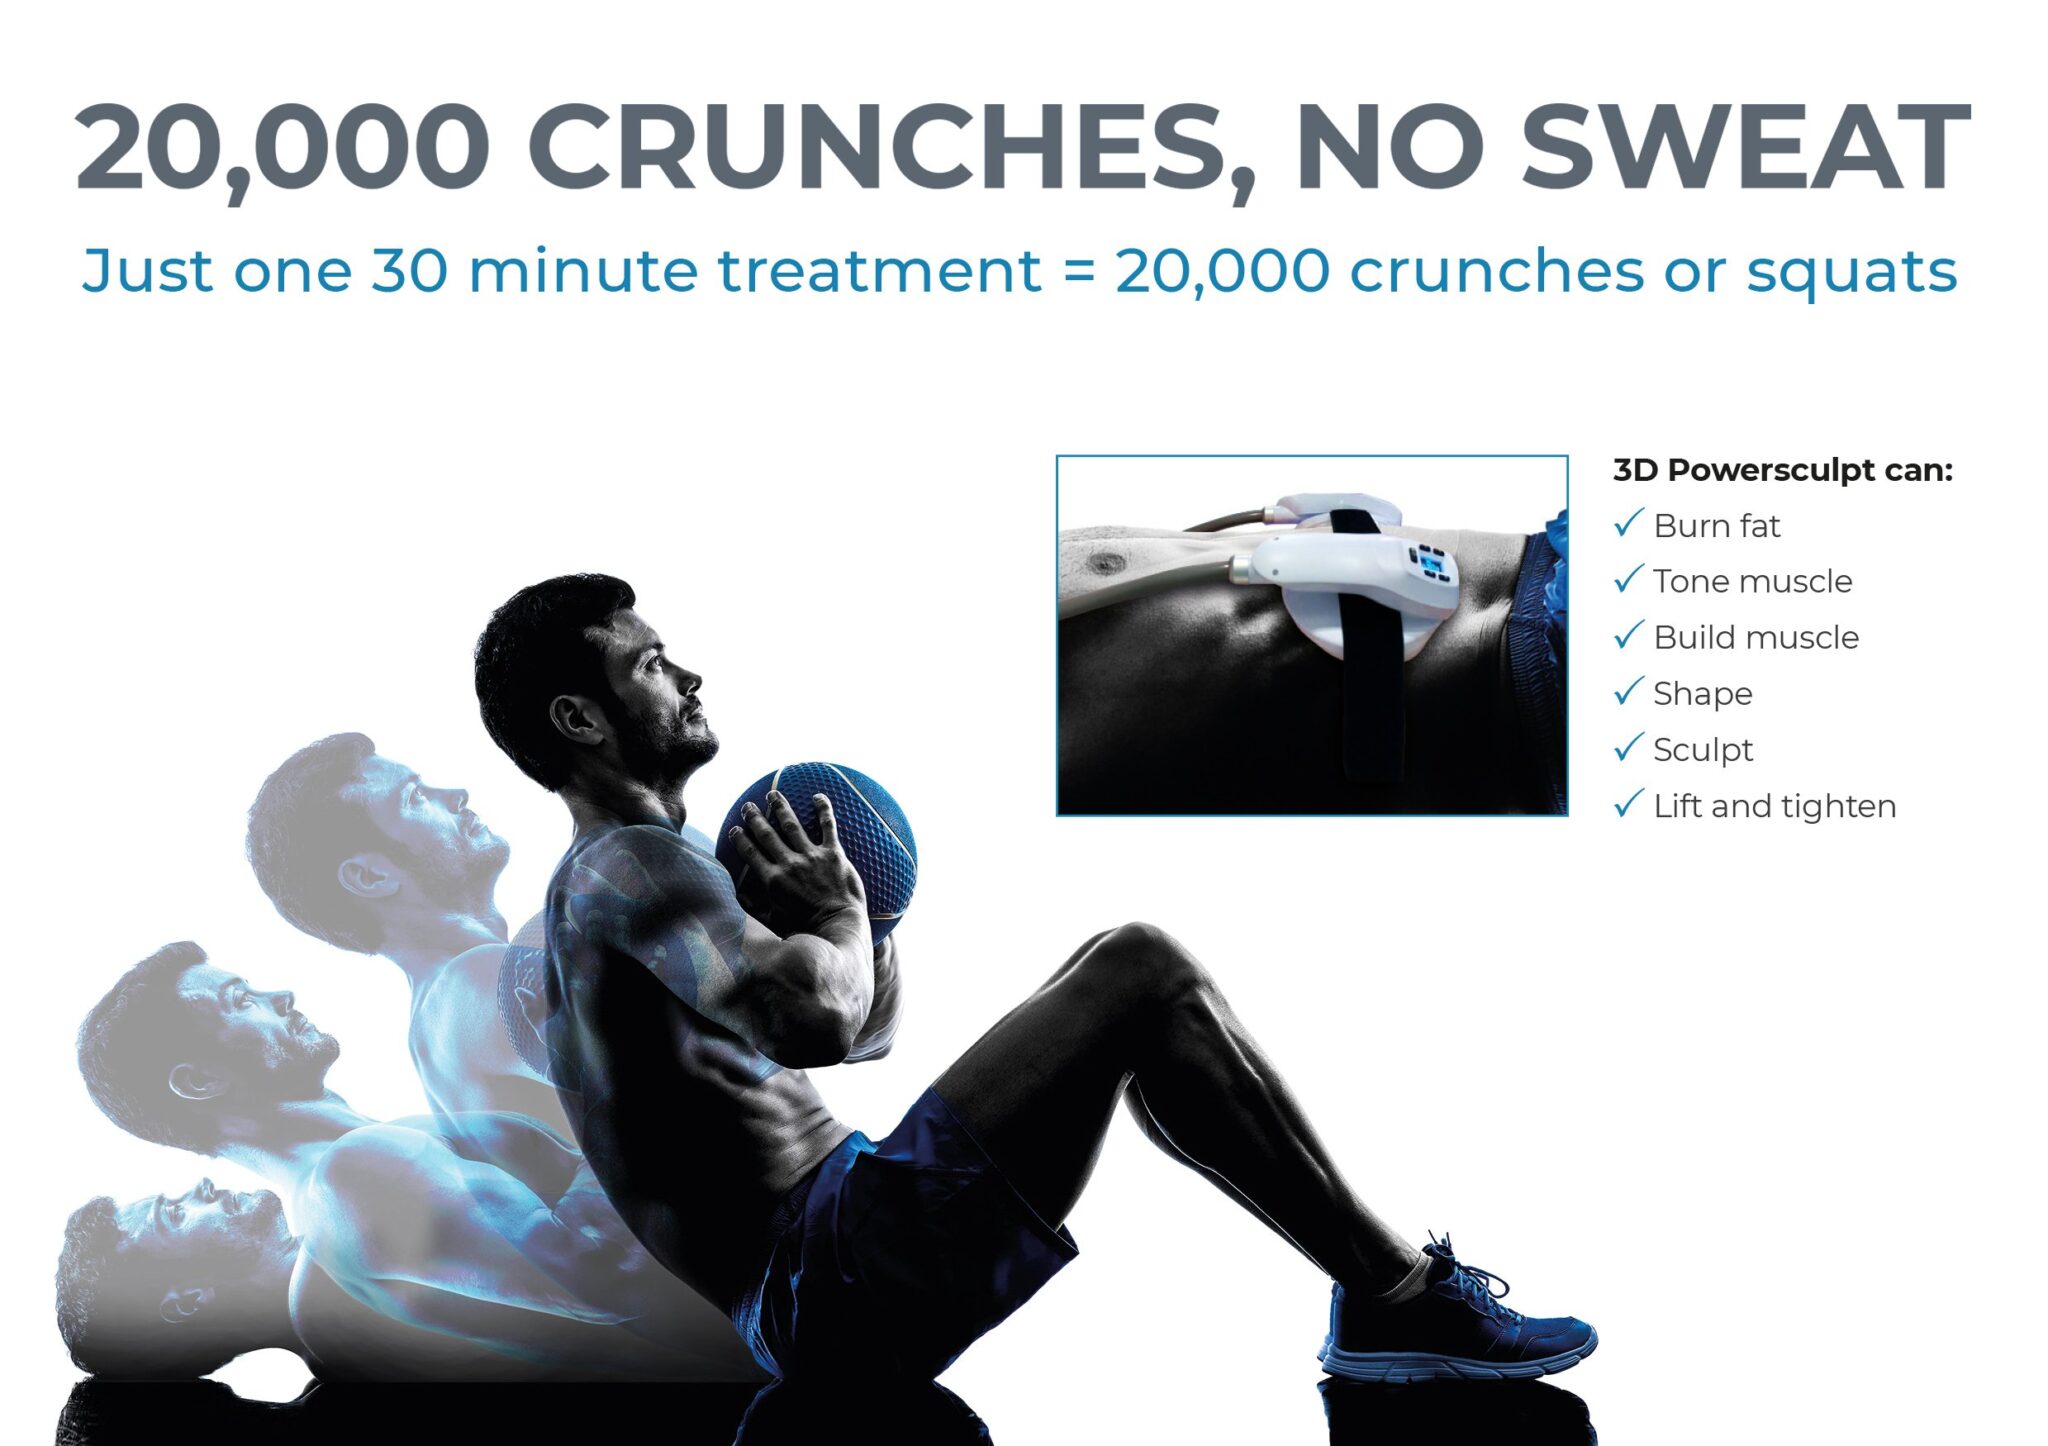 20,000 CRUNCHES, NO SWEAT
Just one 30 minute treatment = 20,000 crunches or squats
3D Powersculpt can:
✓ Burn fat
✓ Tone muscle
✓ Build muscle
✓ Shape
✓ Sculpt
✓ Lift and tighten